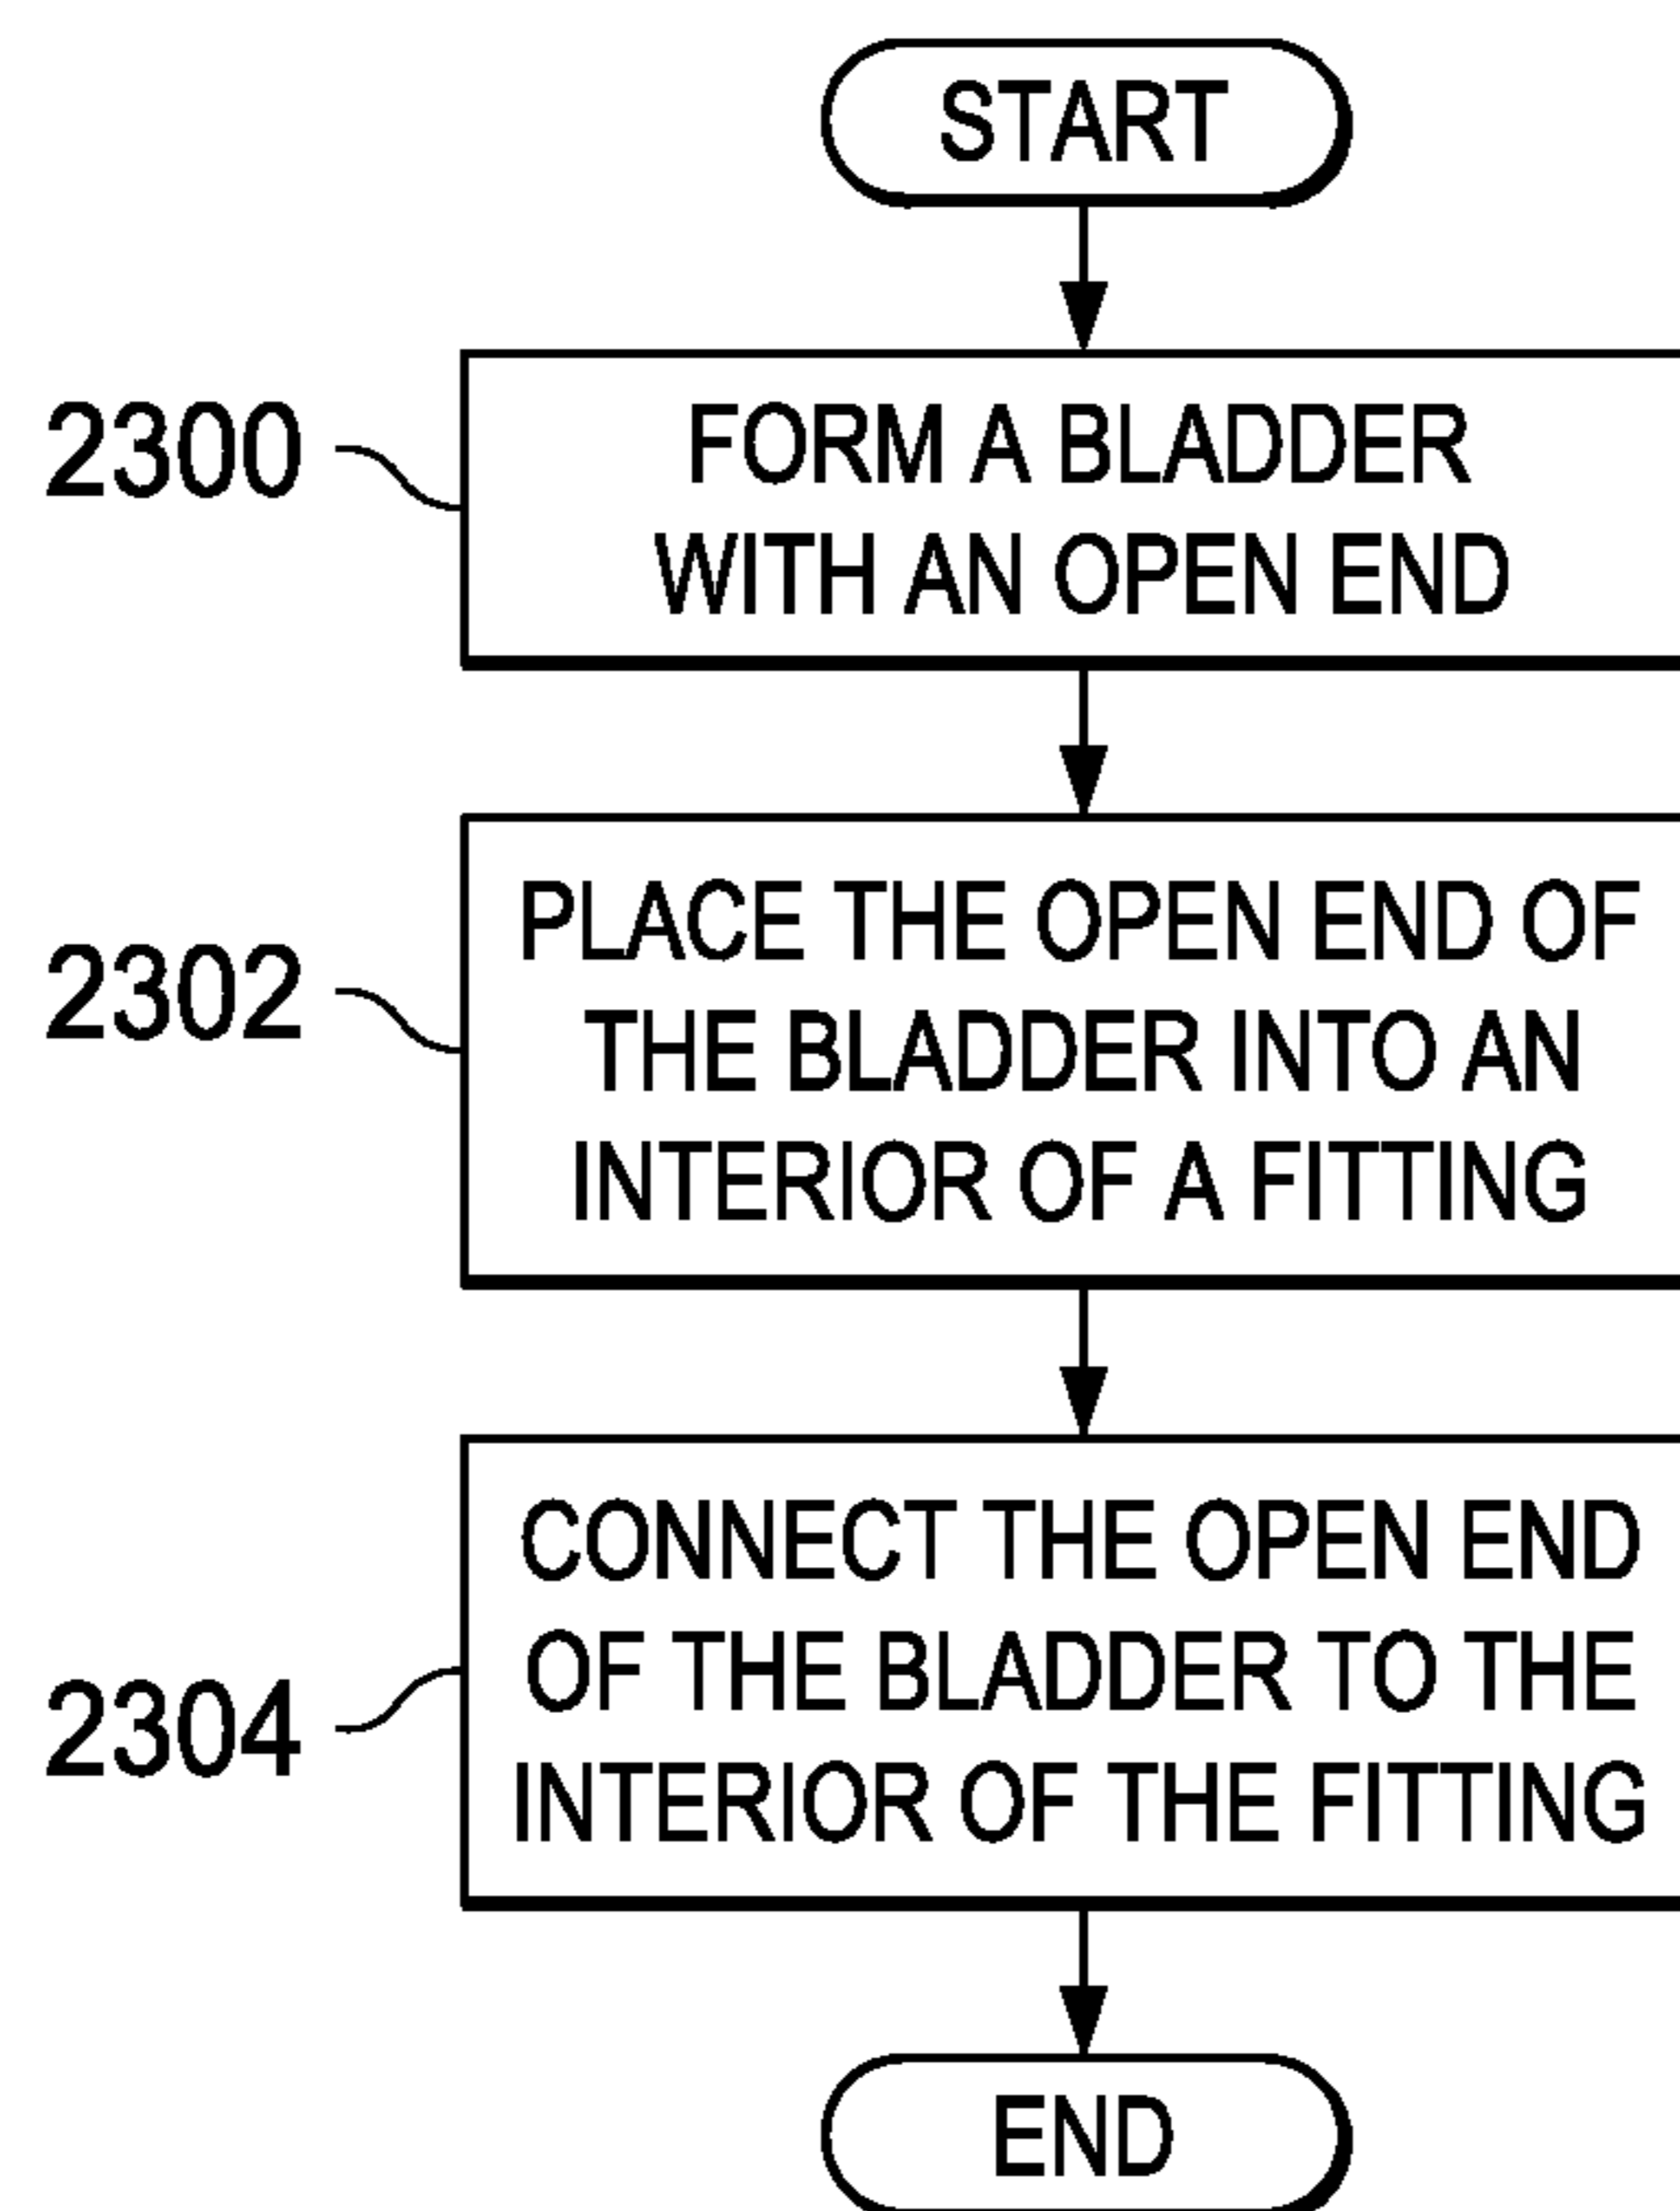 START
2300
FORM A BLADDER
WITH AN OPEN END
2302
PLACE THE OPEN END OF
THE BLADDER INTO AN
INTERIOR OF A FITTING
2304
CONNECT THE OPEN END
OF THE BLADDER TO THE
INTERIOR OF THE FITTING
END